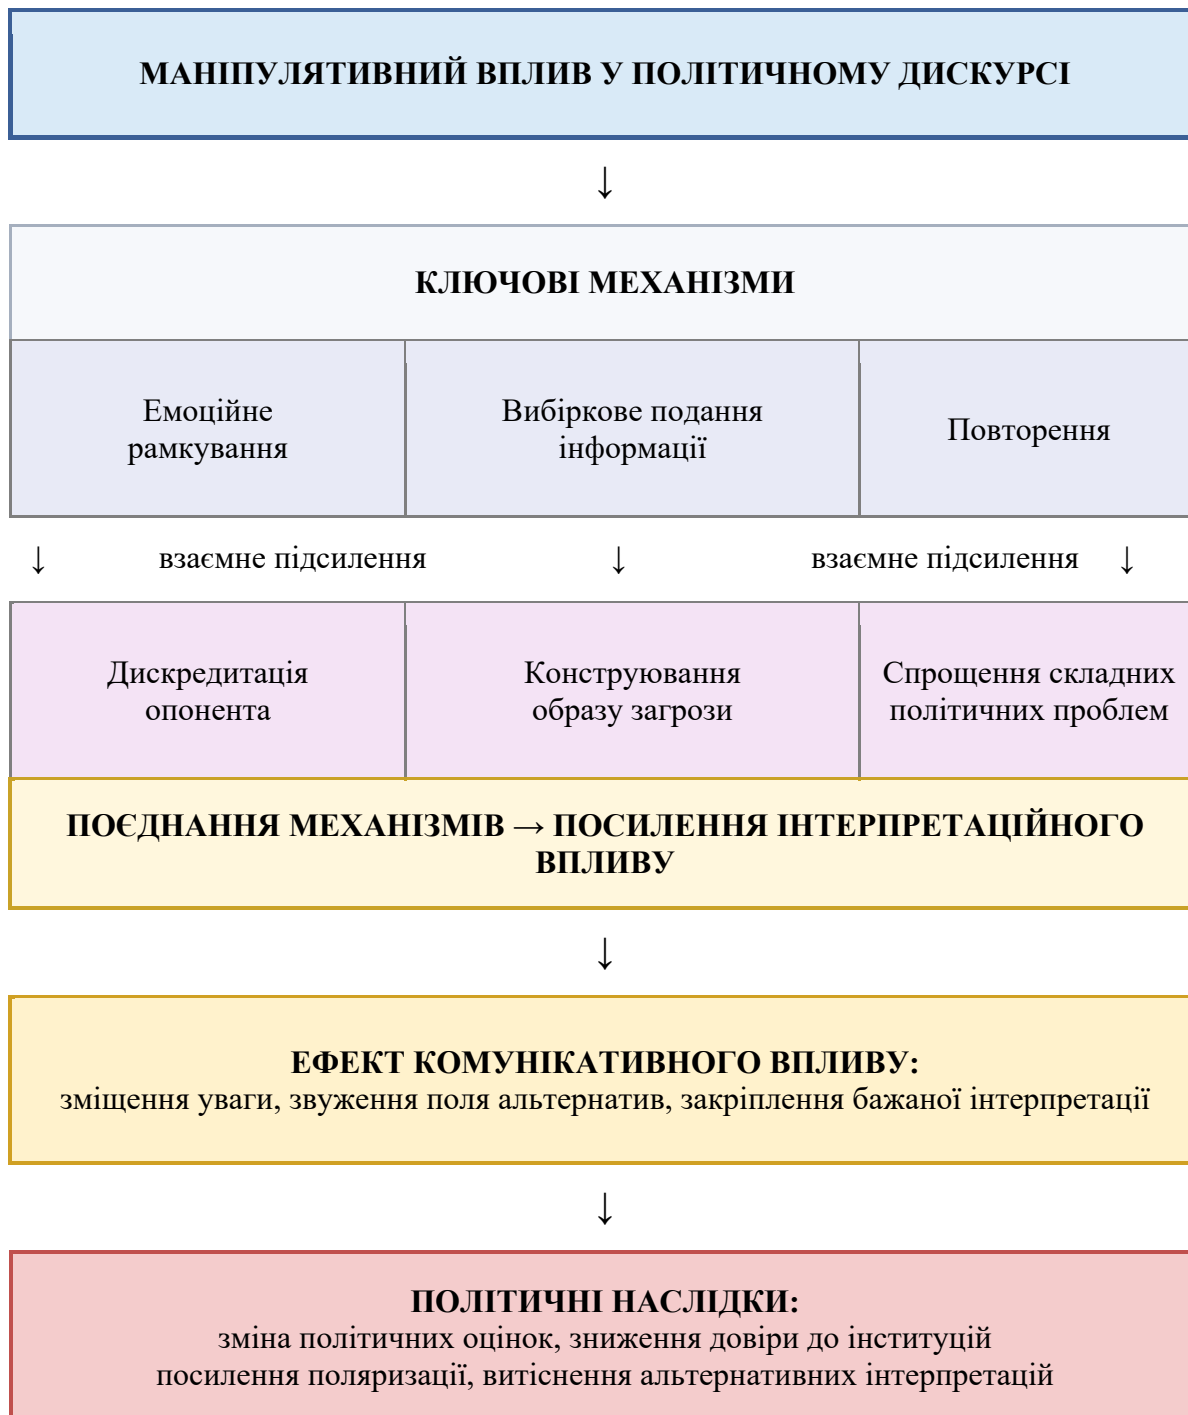 МАНІПУЛЯТИВНИЙ ВПЛИВ У ПОЛІТИЧНОМУ ДИСКУРСІ
↓
КЛЮЧОВІ МЕХАНІЗМИ
Емоційне
рамкування
Вибіркове подання
інформації
Повторення
↓ взаємне підсилення ↓ взаємне підсилення ↓
Дискредитація
опонента
Конструювання
образу загрози
Спрощення складних
політичних проблем
ПОЄДНАННЯ МЕХАНІЗМІВ → ПОСИЛЕННЯ ІНТЕРПРЕТАЦІЙНОГО
ВПЛИВУ
↓
ЕФЕКТ КОМУНІКАТИВНОГО ВПЛИВУ:
зміщення уваги, звуження поля альтернатив, закріплення бажаної інтерпретації
↓
ПОЛІТИЧНІ НАСЛІДКИ:
зміна політичних оцінок, зниження довіри до інституцій
посилення поляризації, витіснення альтернативних інтерпретацій